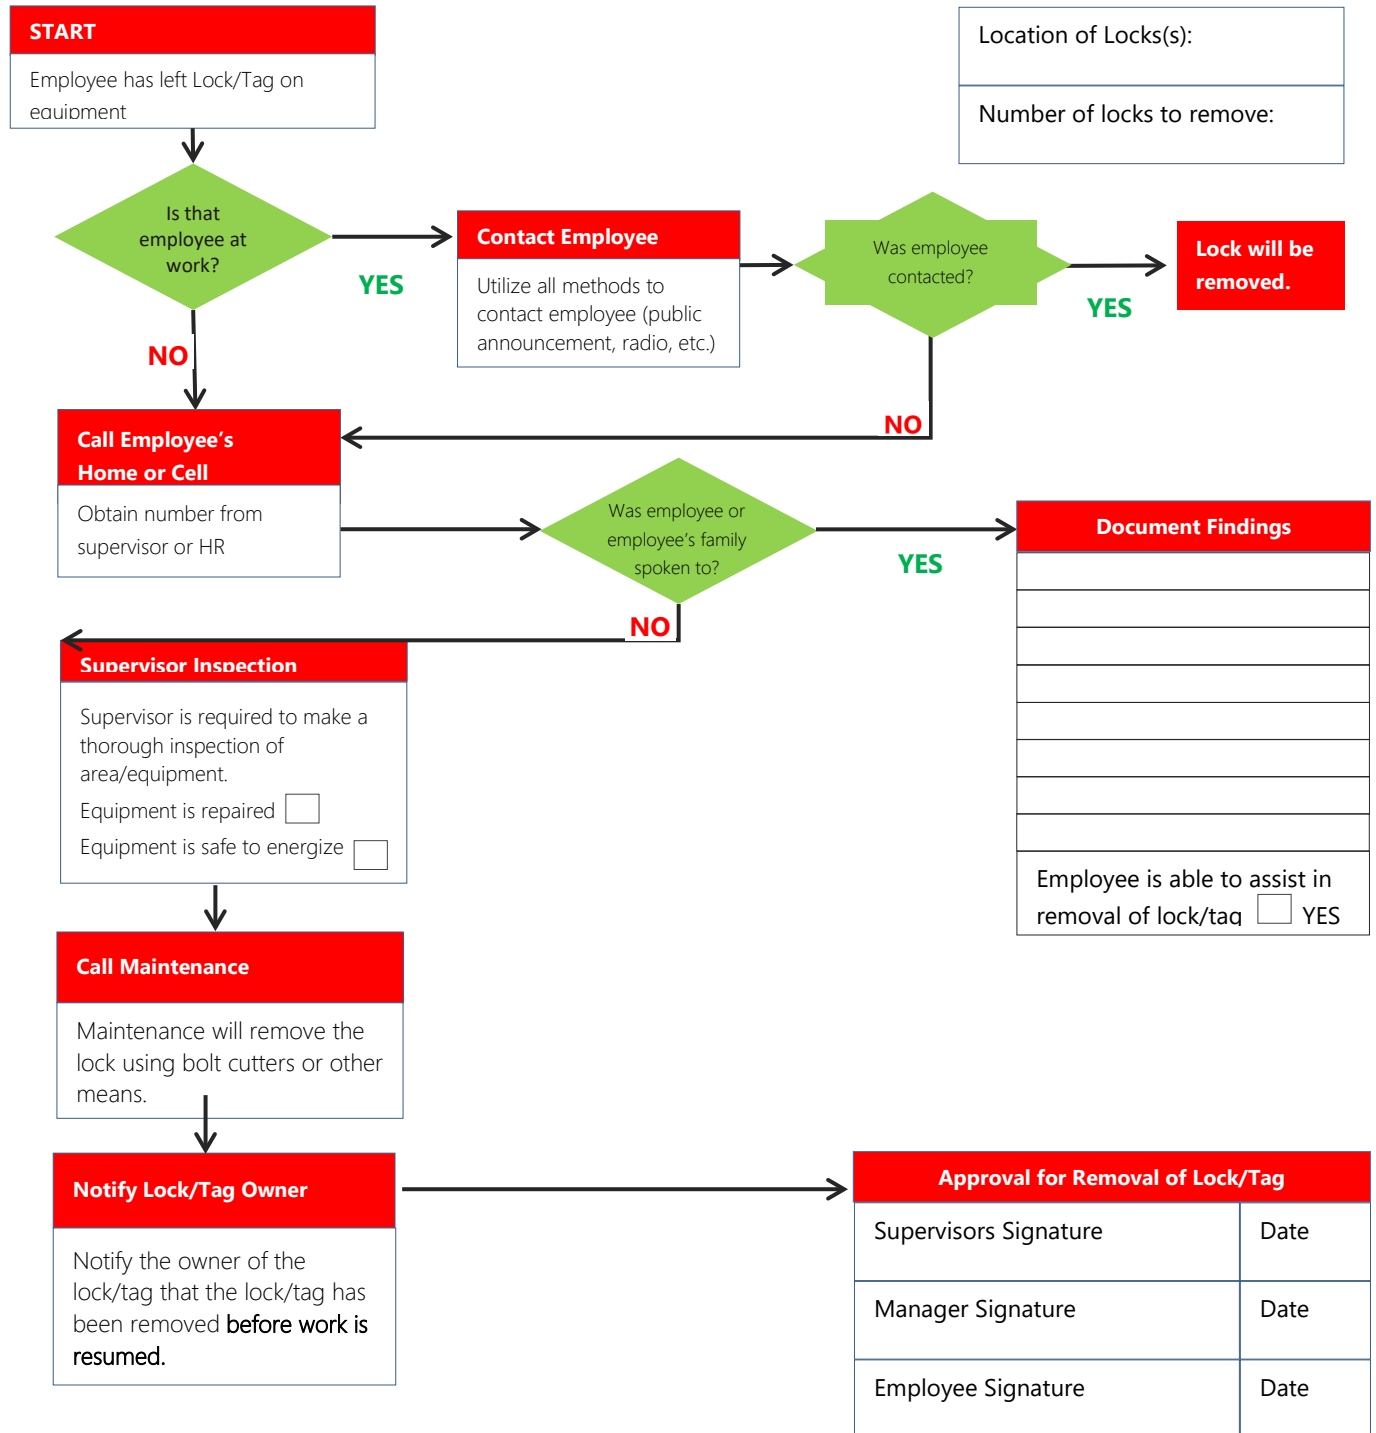 START
Employee has left Lock/Tag on
equipment
Location of Locks(s):
Number of locks to remove:
Is that
employee at
work?
YES
NO
Contact Employee
Utilize all methods to
contact employee (public
announcement, radio, etc.)
Was employee
contacted?
YES
NO
Lock will be
removed.
Call Employee’s
Home or Cell
Obtain number from
supervisor or HR
Was employee or
employee’s family
spoken to?
YES
NO
Document Findings
Employee is able to assist in
removal of lock/tag YES
Supervisor Inspection
Supervisor is required to make a
thorough inspection of
area/equipment.
Equipment is repaired
Equipment is safe to energize
Call Maintenance
Maintenance will remove the
lock using bolt cutters or other
means.
Notify Lock/Tag Owner
Notify the owner of the
lock/tag that the lock/tag has
been removed before work is
resumed.
Approval for Removal of Lock/Tag
Supervisors Signature Date
Manager Signature Date
Employee Signature Date